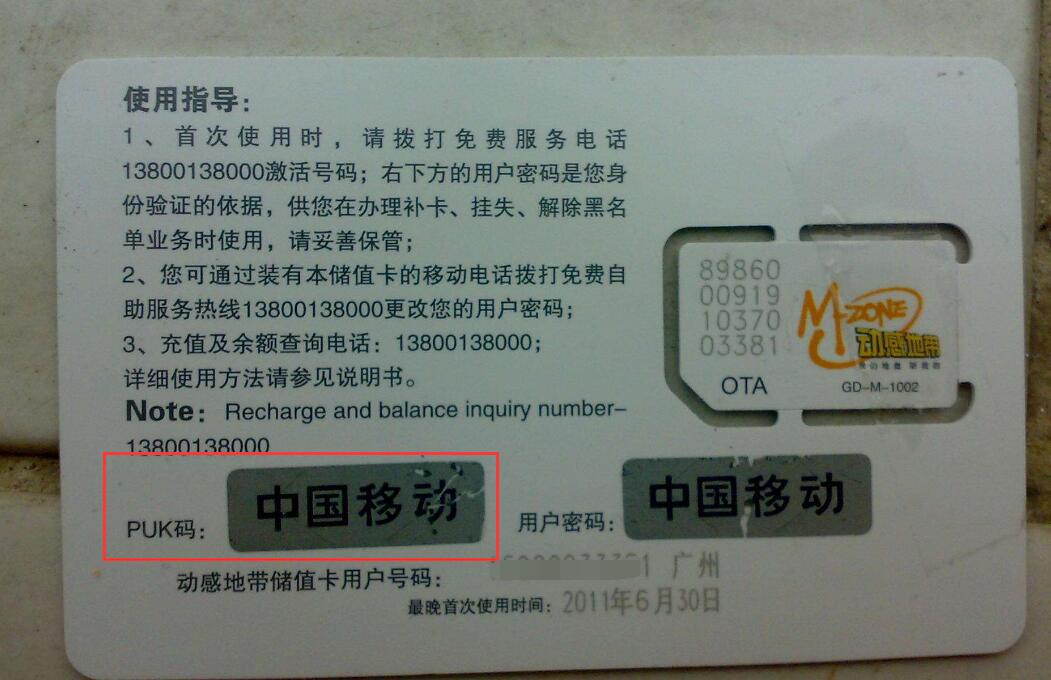 使用指导：
1、首次使用时，请拨打免费服务电话
13800138000激活号码；右下方的用户密码是您身
份验证的依据，供您在办理补卡、挂失、解除黑名
单业务时使用，请妥善保管；
2、您可通过装有本储值卡的移动电话拨打免费自
助服务热线13800138000更改您的用户密码；
3、充值及余额查询电话：13800138000；
详细使用方法请参见说明书。
Note：Recharge and balance inquiry number-
13800138000
89860
00919
10370
03381
M-ZONE
动感地带
OTA
GD-M-1002
PUK码：
中国移动
用户密码：
中国移动
动感地带储值卡用户号码：
广州
最晚首次使用时间：2011年6月30日